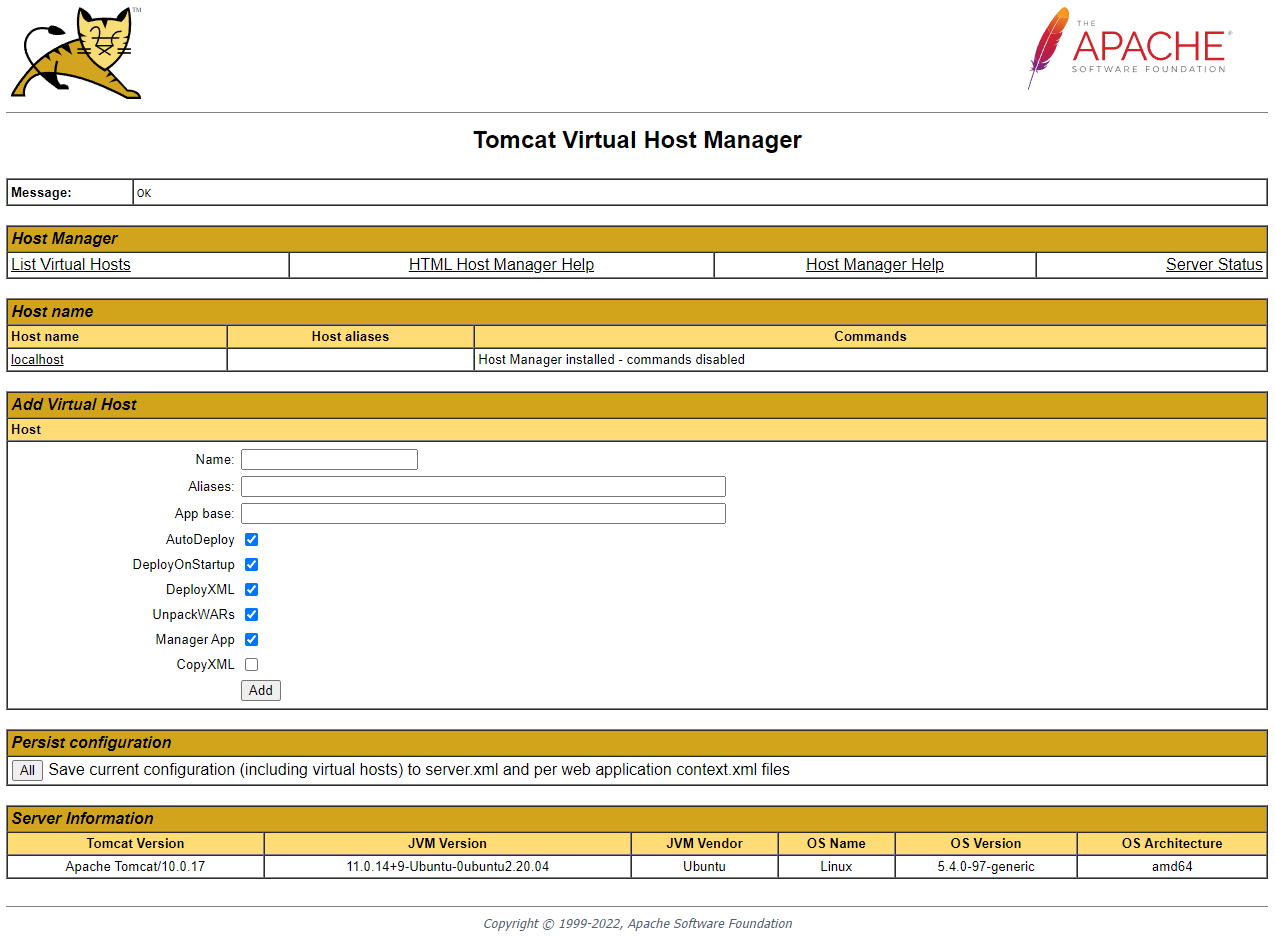 TM
THE
APACHE®
SOFTWARE FOUNDATION
Tomcat Virtual Host Manager
Message: OK
Host Manager
List Virtual Hosts HTML Host Manager Help Host Manager Help Server Status
Host name
Host name Host aliases Commands
localhost Host Manager installed - commands disabled
Add Virtual Host
Host
Name:
Aliases:
App base:
AutoDeploy
DeployOnStartup
DeployXML
UnpackWARs
Manager App
CopyXML
Add
Persist configuration
All Save current configuration (including virtual hosts) to server.xml and per web application context.xml files
Server Information
Tomcat Version JVM Version JVM Vendor OS Name OS Version OS Architecture
Apache Tomcat/10.0.17 11.0.14+9-Ubuntu-0ubuntu2.20.04 Ubuntu Linux 5.4.0-97-generic amd64
Copyright © 1999-2022, Apache Software Foundation